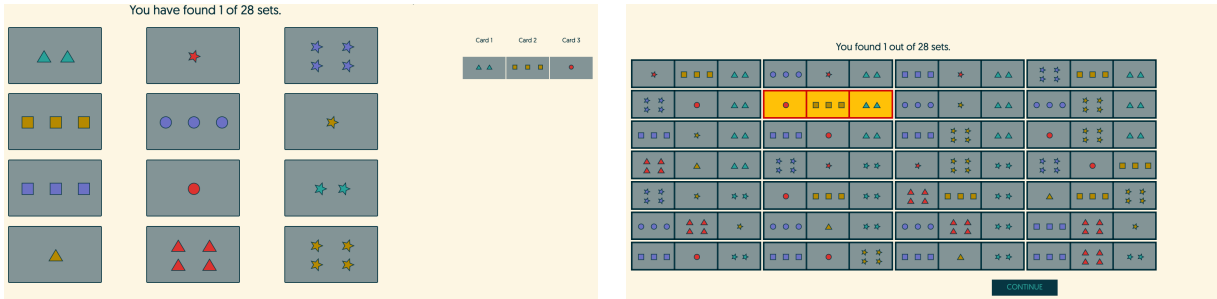 You have found 1 of 28 sets.
Card 1 Card 2 Card 3
You found 1 out of 28 sets.
CONTINUE